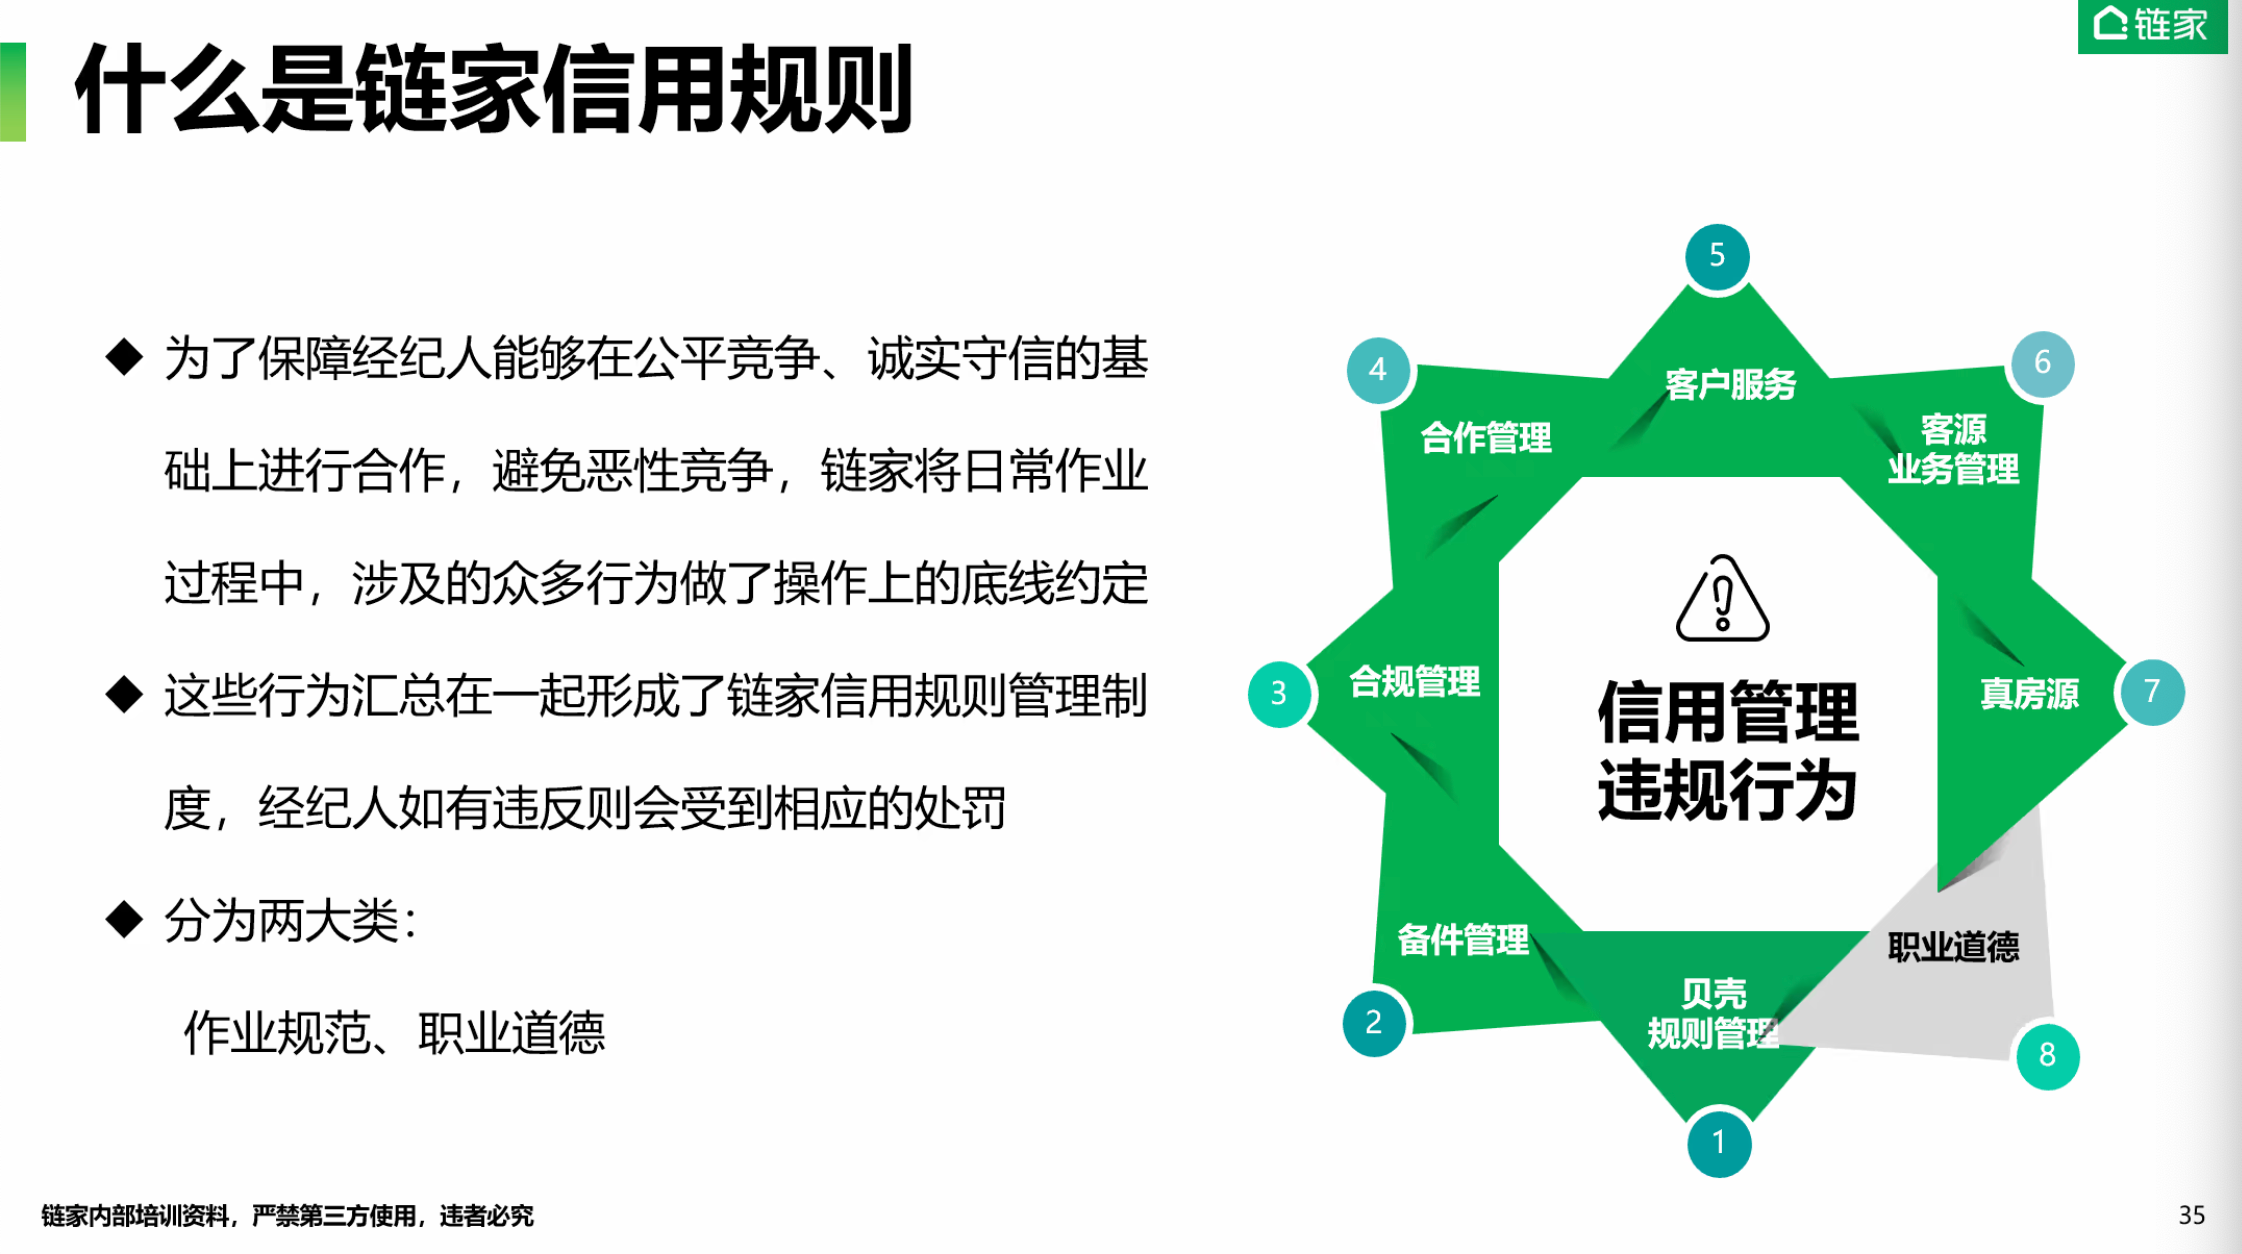 链家
什么是链家信用规则
为了保障经纪人能够在公平竞争、诚实守信的基
础上进行合作，避免恶性竞争，链家将日常作业
过程中，涉及的众多行为做了操作上的底线约定
这些行为汇总在一起形成了链家信用规则管理制
度，经纪人如有违反则会受到相应的处罚
分为两大类：
作业规范、职业道德
5
4
6
客户服务
合作管理
客源
业务管理
3
合规管理
信用管理
违规行为
真房源
7
备件管理
职业道德
贝壳
规则管理
2
8
1
链家内部培训资料，严禁第三方使用，违者必究
35